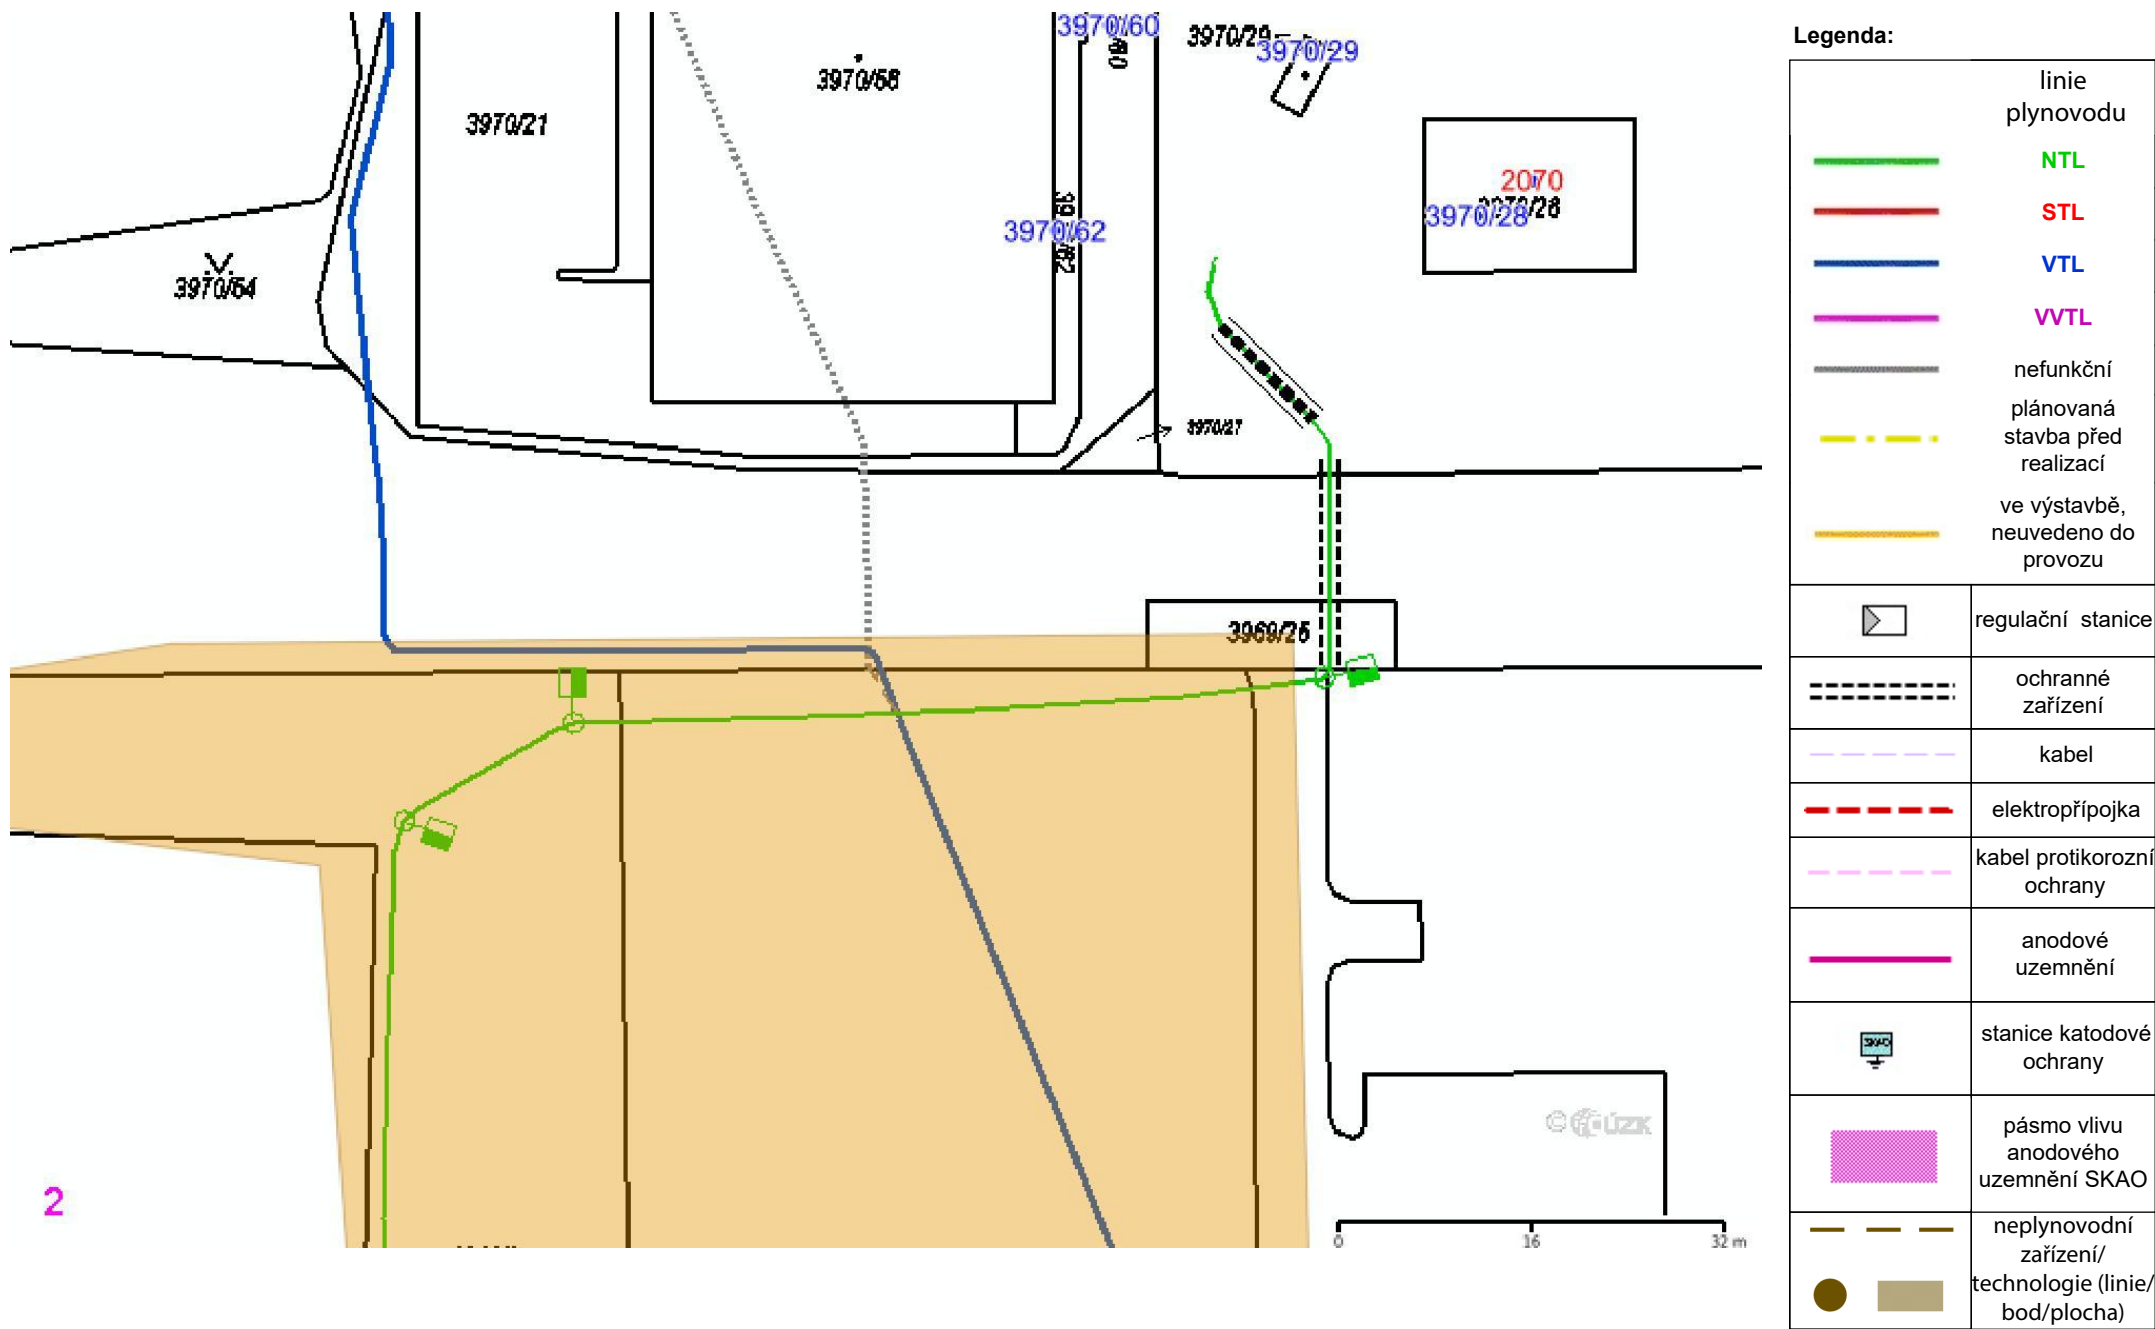 3970/60
3970/29
3970/29
3970/21
3970/56
2070
3970/28
3970/28
3970/62
3970/54
3970/27
3969/25
2
0 16 32 m
Legenda:
linie
plynovodu
NTL
STL
VTL
VVTL
nefunkční
plánovaná
stavba před
realizací
ve výstavbě,
neuvedeno do
provozu
regulační stanice
ochranné
zařízení
kabel
elektropřípojka
kabel protikorozní
ochrany
anodové
uzemnění
SKAO
stanice katodové
ochrany
pásmo vlivu
anodového
uzemnění SKAO
neplynovodní
zařízení/
technologie (linie/
bod/plocha)